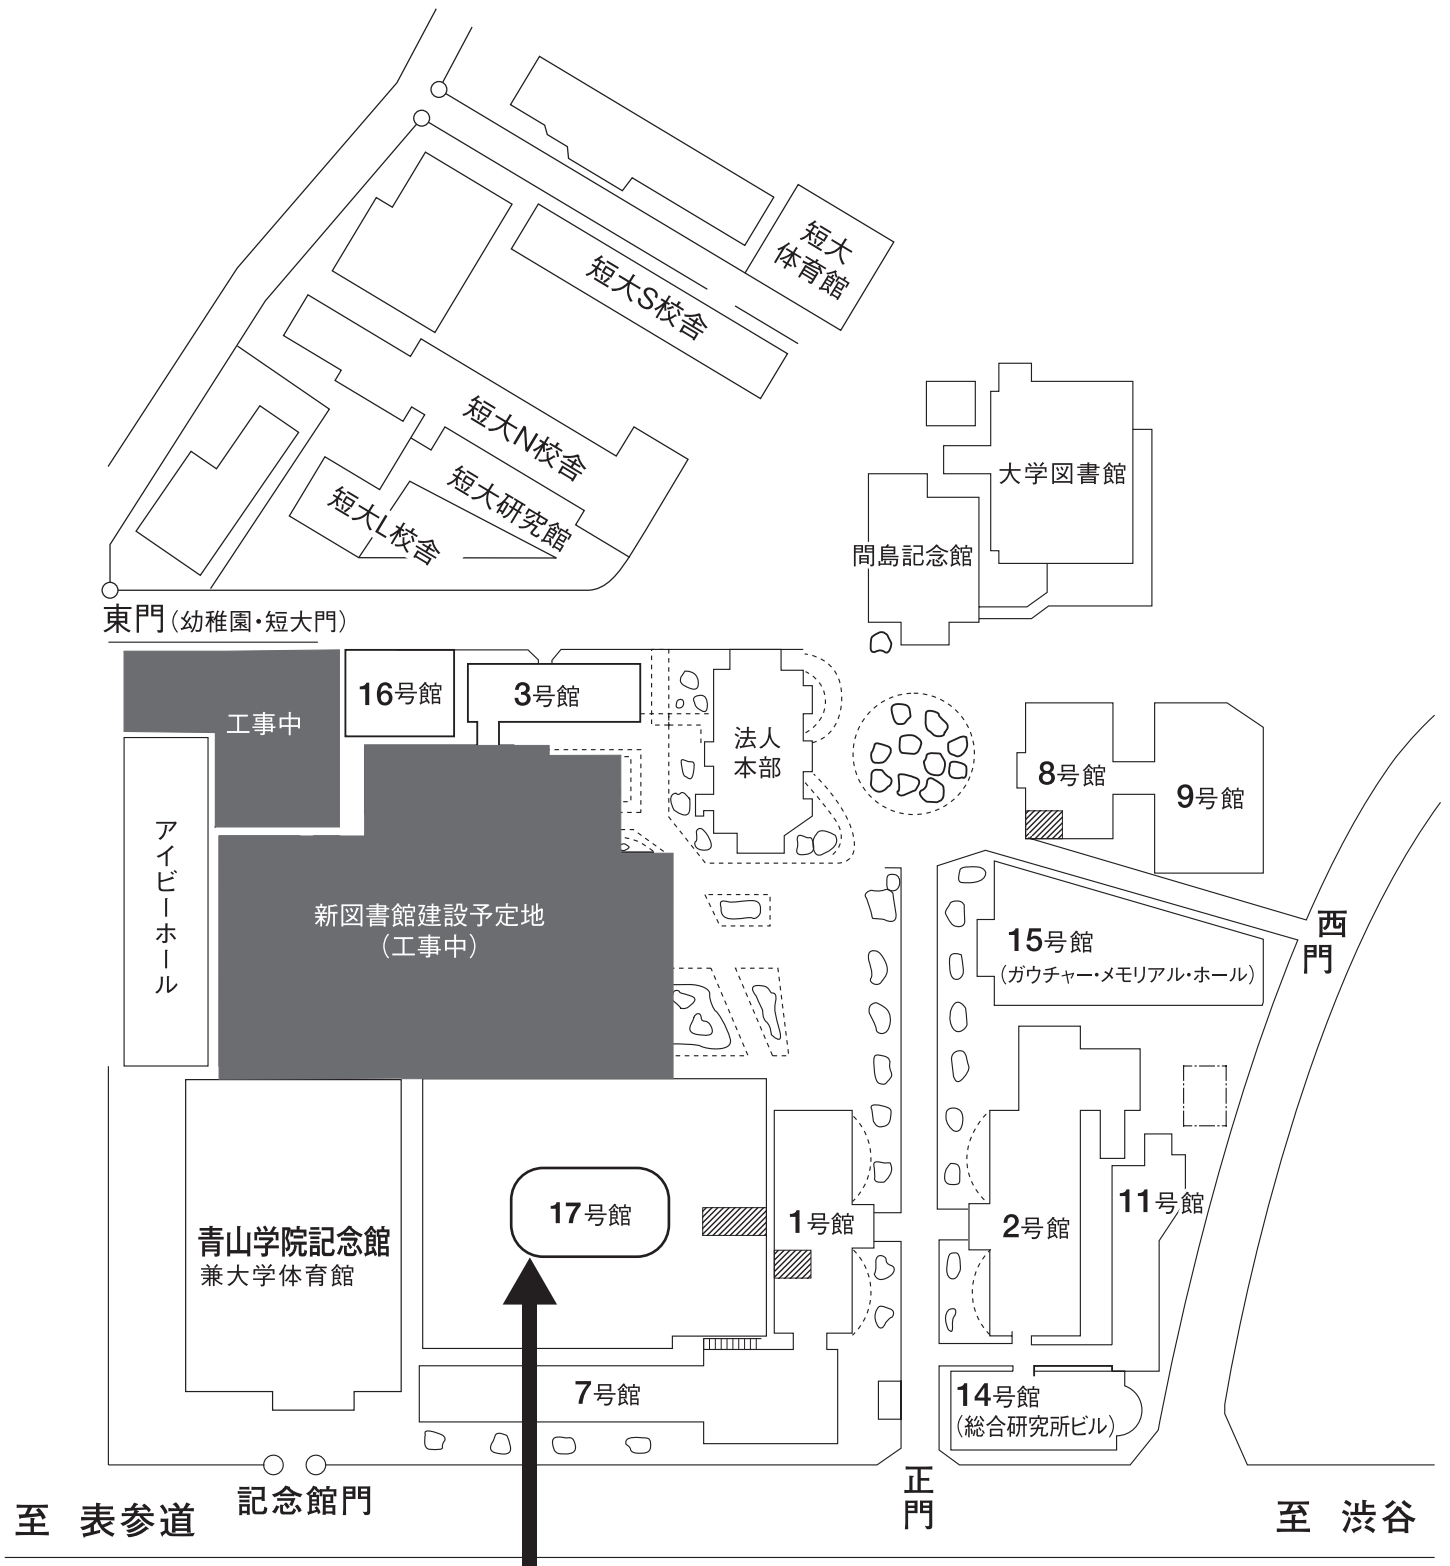 短大
体育館
短大S校舎
短大N校舎
短大研究館
短大L校舎
大学図書館
間島記念館
東門(幼稚園・短大門)
工事中
16号館
3号館
法人
本部
8号館
9号館
アイビーホール
新図書館建設予定地
(工事中)
西門
15号館
(ガウチャー・メモリアル・ホール)
17号館
1号館
2号館
11号館
青山学院記念館
兼大学体育館
7号館
14号館
(総合研究所ビル)
記念館門
正門
至 表参道
至 渋谷